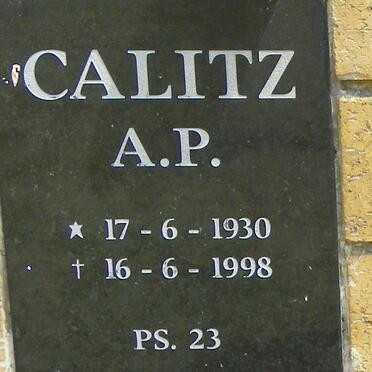 CALITZ
A.P.
★ 17 - 6 - 1930
† 16 - 6 - 1998
PS. 23